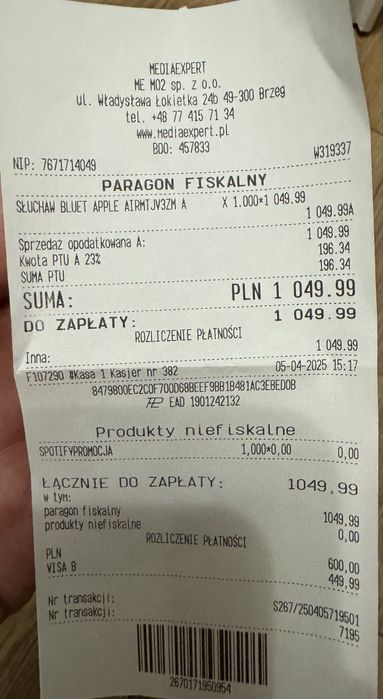 MEDIAEXPERT
ME MO2 sp. z o.o.
ul. Władysława Łokietka 24b 49-300 Brzeg
tel. +48 77 415 71 34
www.mediaexpert.pl
BDO: 457833
NIP: 7671714049 W319337
PARAGON FISKALNY
SŁUCHAW BLUET APPLE AIRMTJV3ZM A X 1.000*1 049.99
1 049.99A
Sprzedaż opodatkowana A: 1 049.99
Kwota PTU A 23% 196.34
SUMA PTU 196.34
SUMA: PLN 1 049.99
DO ZAPŁATY: 1 049.99
ROZLICZENIE PŁATNOŚCI
Inna: 1 049.99
F107290 #Kasa 1 Kasjer nr 382 05-04-2025 15:17
EAD 1901242132
Produkty niefiskalne
SPOTIFYPROMOCJA 1,000*0,00 0,00
ŁĄCZNIE DO ZAPŁATY: 1049,99
w tym:
paragon fiskalny 1049,99
produkty niefiskalne 0,00
ROZLICZENIE PŁATNOŚCI
PLN 600,00
VISA B 449,99
Nr transakcji: S267/250405719501
Nr transakcji: 7195
2670171950954